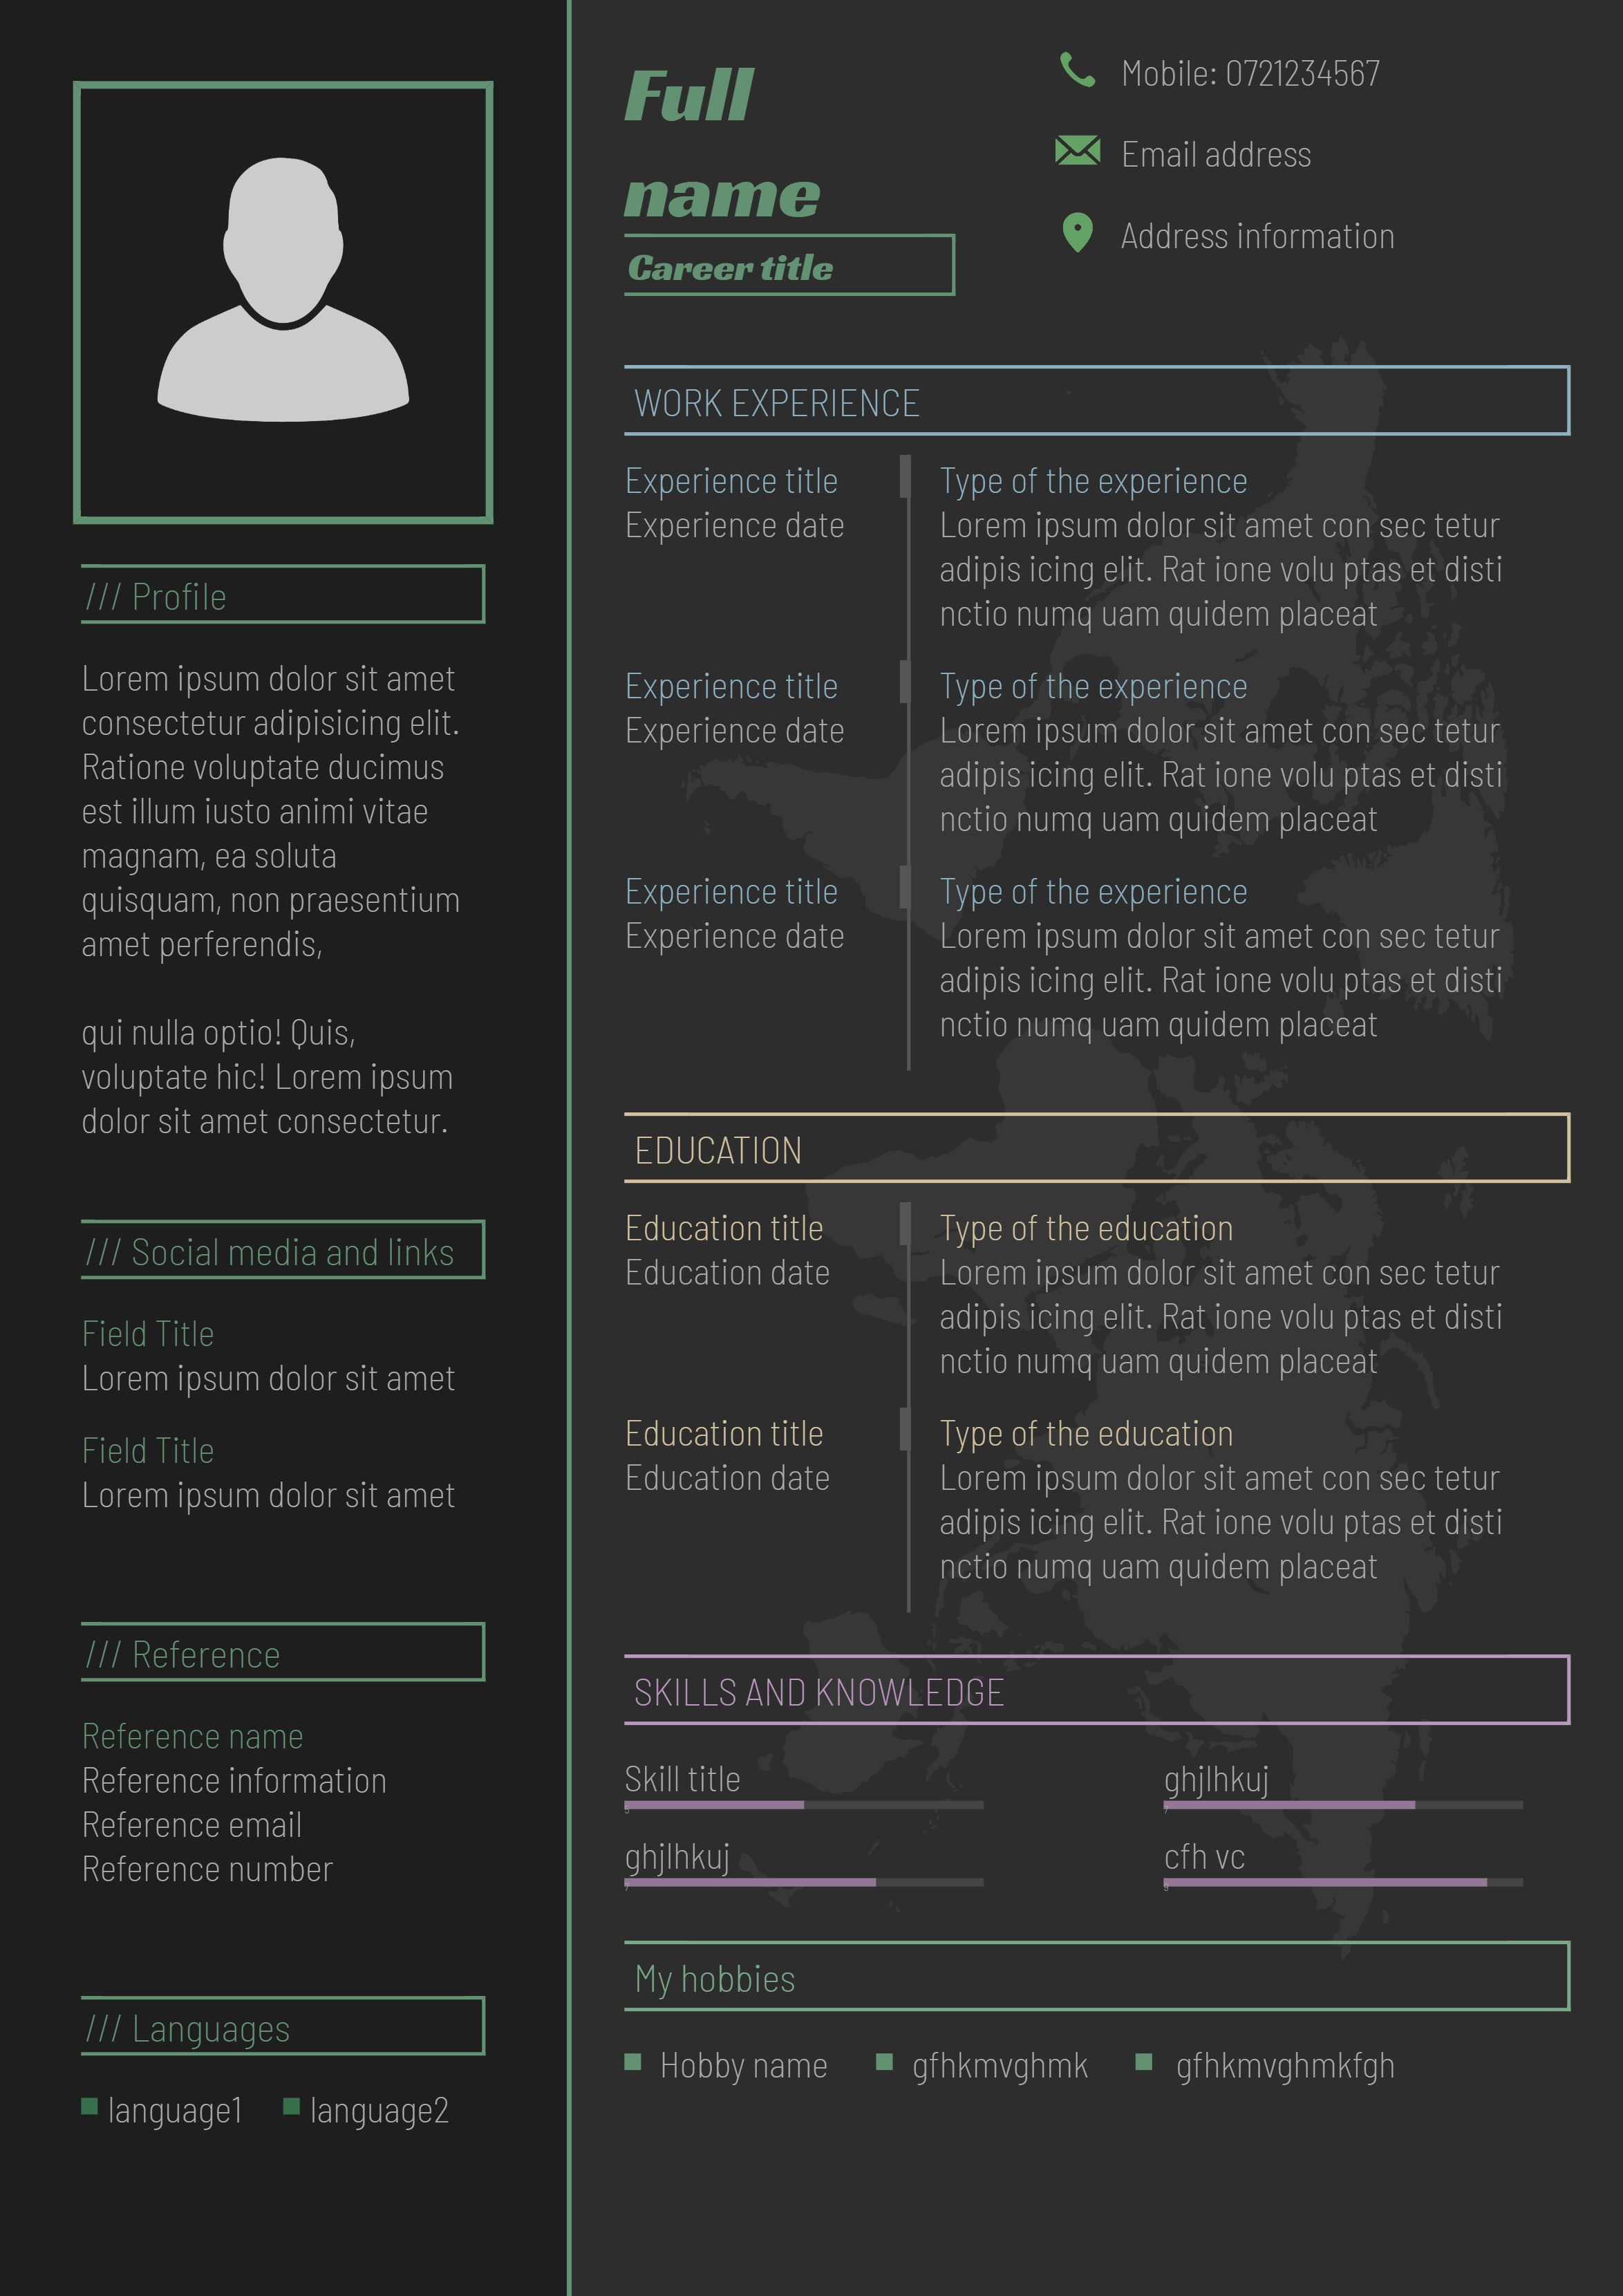 Full
name
Career title
Mobile: 0721234567
Email address
Address information
/// Profile
Lorem ipsum dolor sit amet
consectetur adipisicing elit.
Ratione voluptate ducimus
est illum iusto animi vitae
magnam, ea soluta
quisquam, non praesentium
amet perferendis,
qui nulla optio! Quis,
voluptate hic! Lorem ipsum
dolor sit amet consectetur.
/// Social media and links
Field Title
Lorem ipsum dolor sit amet
Field Title
Lorem ipsum dolor sit amet
/// Reference
Reference name
Reference information
Reference email
Reference number
/// Languages
language1 language2
WORK EXPERIENCE
Experience title
Experience date
Type of the experience
Lorem ipsum dolor sit amet con sec tetur
adipis icing elit. Rat ione volu ptas et disti
nctio numq uam quidem placeat
Experience title
Experience date
Type of the experience
Lorem ipsum dolor sit amet con sec tetur
adipis icing elit. Rat ione volu ptas et disti
nctio numq uam quidem placeat
Experience title
Experience date
Type of the experience
Lorem ipsum dolor sit amet con sec tetur
adipis icing elit. Rat ione volu ptas et disti
nctio numq uam quidem placeat
EDUCATION
Education title
Education date
Type of the education
Lorem ipsum dolor sit amet con sec tetur
adipis icing elit. Rat ione volu ptas et disti
nctio numq uam quidem placeat
Education title
Education date
Type of the education
Lorem ipsum dolor sit amet con sec tetur
adipis icing elit. Rat ione volu ptas et disti
nctio numq uam quidem placeat
SKILLS AND KNOWLEDGE
Skill title
ghjlhkuj
ghjlhkuj
cfh vc
My hobbies
Hobby name gfhkmvghmk gfhkmvghmkfgh